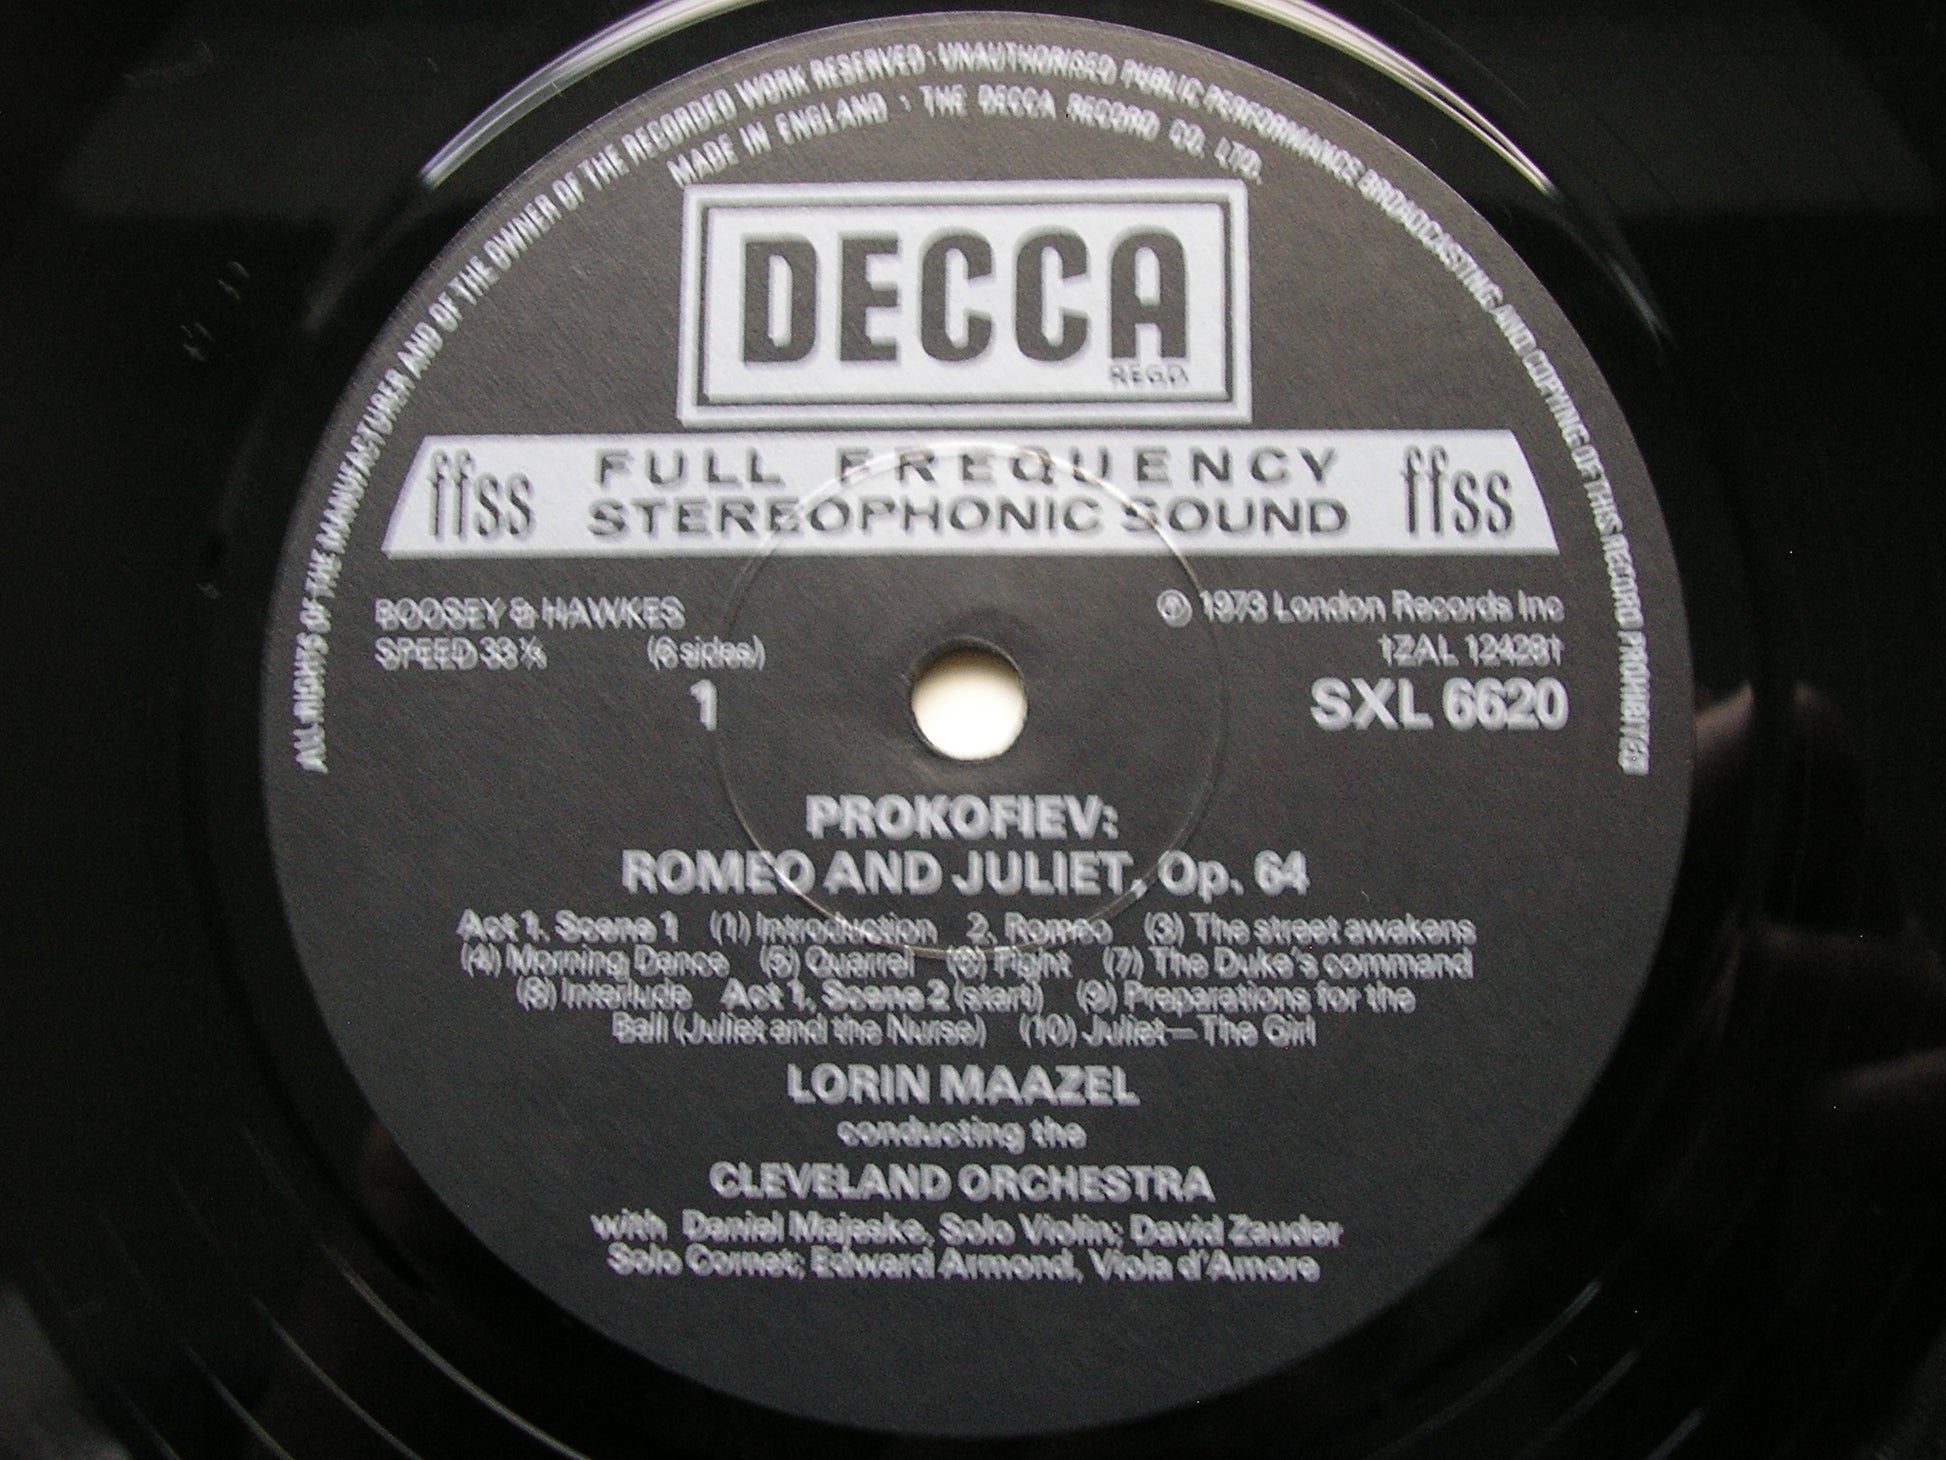 ALL RIGHTS OF THE MANUFACTURER AND OF THE OWNER OF THE RECORDED WORK RESERVED · UNAUTHORISED PUBLIC PERFORMANCE BROADCASTING AND COPYING OF THIS RECORD PROHIBITED
MADE IN ENGLAND · THE DECCA RECORD CO. LTD.
DECCA
REGD.
ffss FULL FREQUENCY ffss
STEREOPHONIC SOUND
BOOSEY & HAWKES ℗ 1973 London Records Inc
SPEED 33⅓ (6 sides) †ZAL 12428†
1 SXL 6620
PROKOFIEV:
ROMEO AND JULIET, Op. 64
Act 1, Scene 1 (1) Introduction 2. Romeo (3) The street awakens
(4) Morning Dance (5) Quarrel (6) Fight (7) The Duke's command
(8) Interlude Act 1, Scene 2 (start) (9) Preparations for the
Ball (Juliet and the Nurse) (10) Juliet—The Girl
LORIN MAAZEL
conducting the
CLEVELAND ORCHESTRA
with Daniel Majeske, Solo Violin; David Zauder
Solo Cornet; Edward Armond, Viola d'Amore